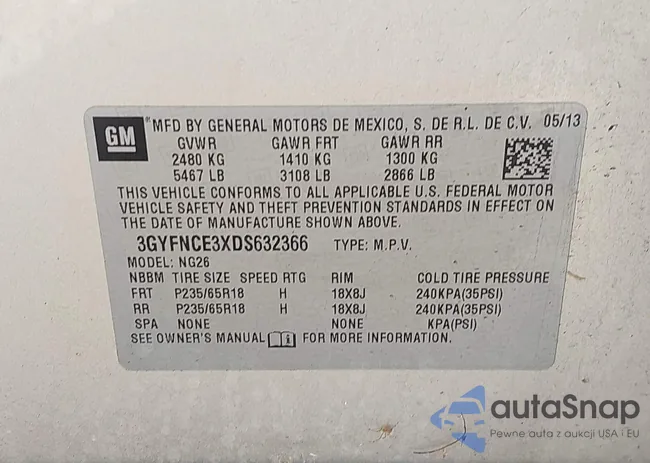 GM
MFD BY GENERAL MOTORS DE MEXICO, S. DE R.L. DE C.V. 05/13
GVWR GAWR FRT GAWR RR
2480 KG 1410 KG 1300 KG
5467 LB 3108 LB 2866 LB
THIS VEHICLE CONFORMS TO ALL APPLICABLE U.S. FEDERAL MOTOR
VEHICLE SAFETY AND THEFT PREVENTION STANDARDS IN EFFECT ON
THE DATE OF MANUFACTURE SHOWN ABOVE.
3GYFNCE3XDS632366 TYPE: M.P.V.
MODEL: NG26
NBBM TIRE SIZE SPEED RTG RIM COLD TIRE PRESSURE
FRT P235/65R18 H 18X8J 240KPA(35PSI)
RR P235/65R18 H 18X8J 240KPA(35PSI)
SPA NONE NONE KPA(PSI)
SEE OWNER'S MANUAL FOR MORE INFORMATION.
autaSnap
Pewne auta z aukcji USA i EU